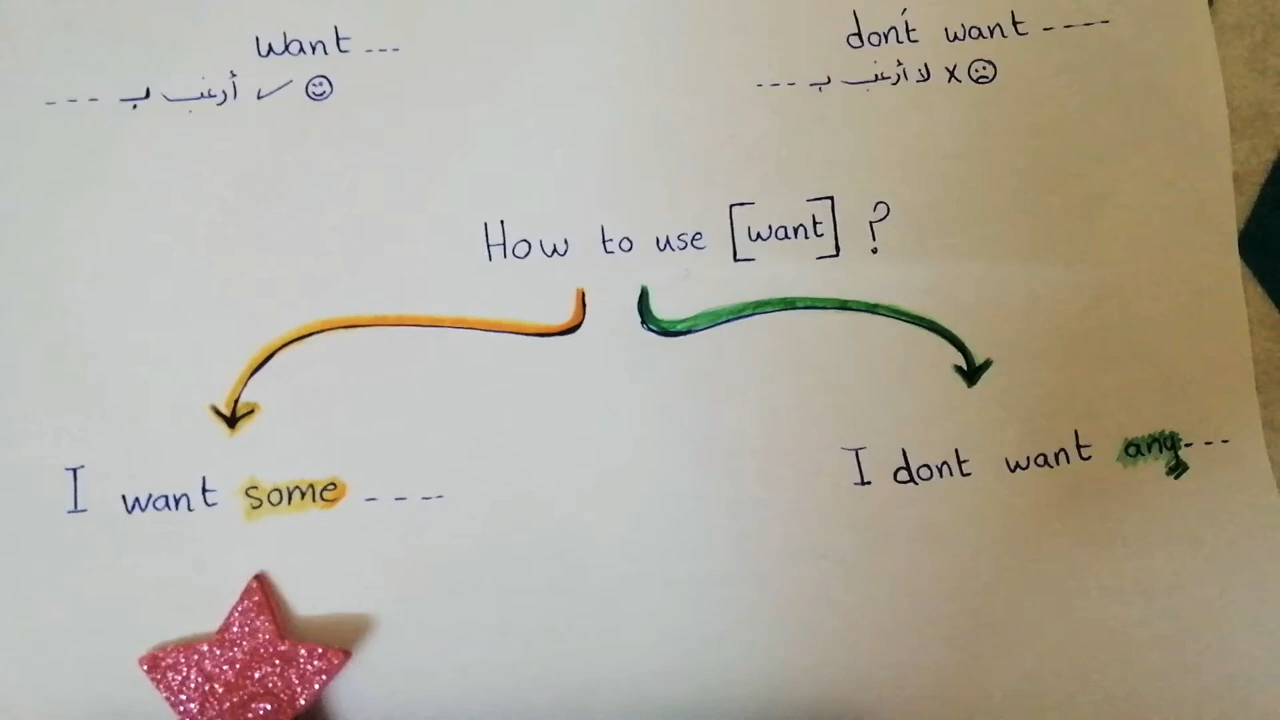 want ---
أرغب ب ---
don't want ----
لا أرغب ب ---
How to use [want] ?
I want some ----
I dont want any---